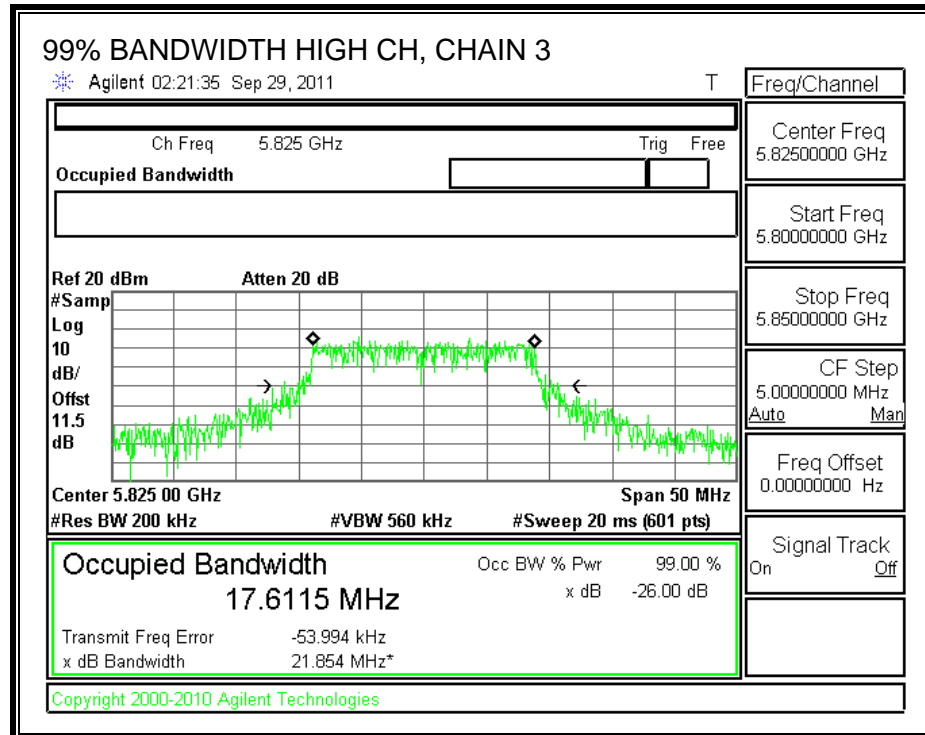 99% BANDWIDTH HIGH CH, CHAIN 3
Agilent 02:21:35 Sep 29, 2011 T
Freq/Channel
Ch Freq 5.825 GHz Trig Free
Occupied Bandwidth
Center Freq
5.82500000 GHz
Start Freq
5.80000000 GHz
Stop Freq
5.85000000 GHz
CF Step
5.00000000 MHz
Auto Man
Freq Offset
0.00000000 Hz
Signal Track
On Off
Ref 20 dBm Atten 20 dB
#Samp
Log
10
dB/
Offst
11.5
dB
Center 5.825 00 GHz Span 50 MHz
#Res BW 200 kHz #VBW 560 kHz #Sweep 20 ms (601 pts)
Occupied Bandwidth Occ BW % Pwr 99.00 %
17.6115 MHz x dB -26.00 dB
Transmit Freq Error -53.994 kHz
x dB Bandwidth 21.854 MHz*
Copyright 2000-2010 Agilent Technologies